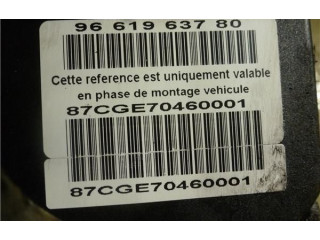 96 619 637 80
Cette reference est uniquement valable
en phase de montage vehicule
87CGE70460001
87CGE70460001